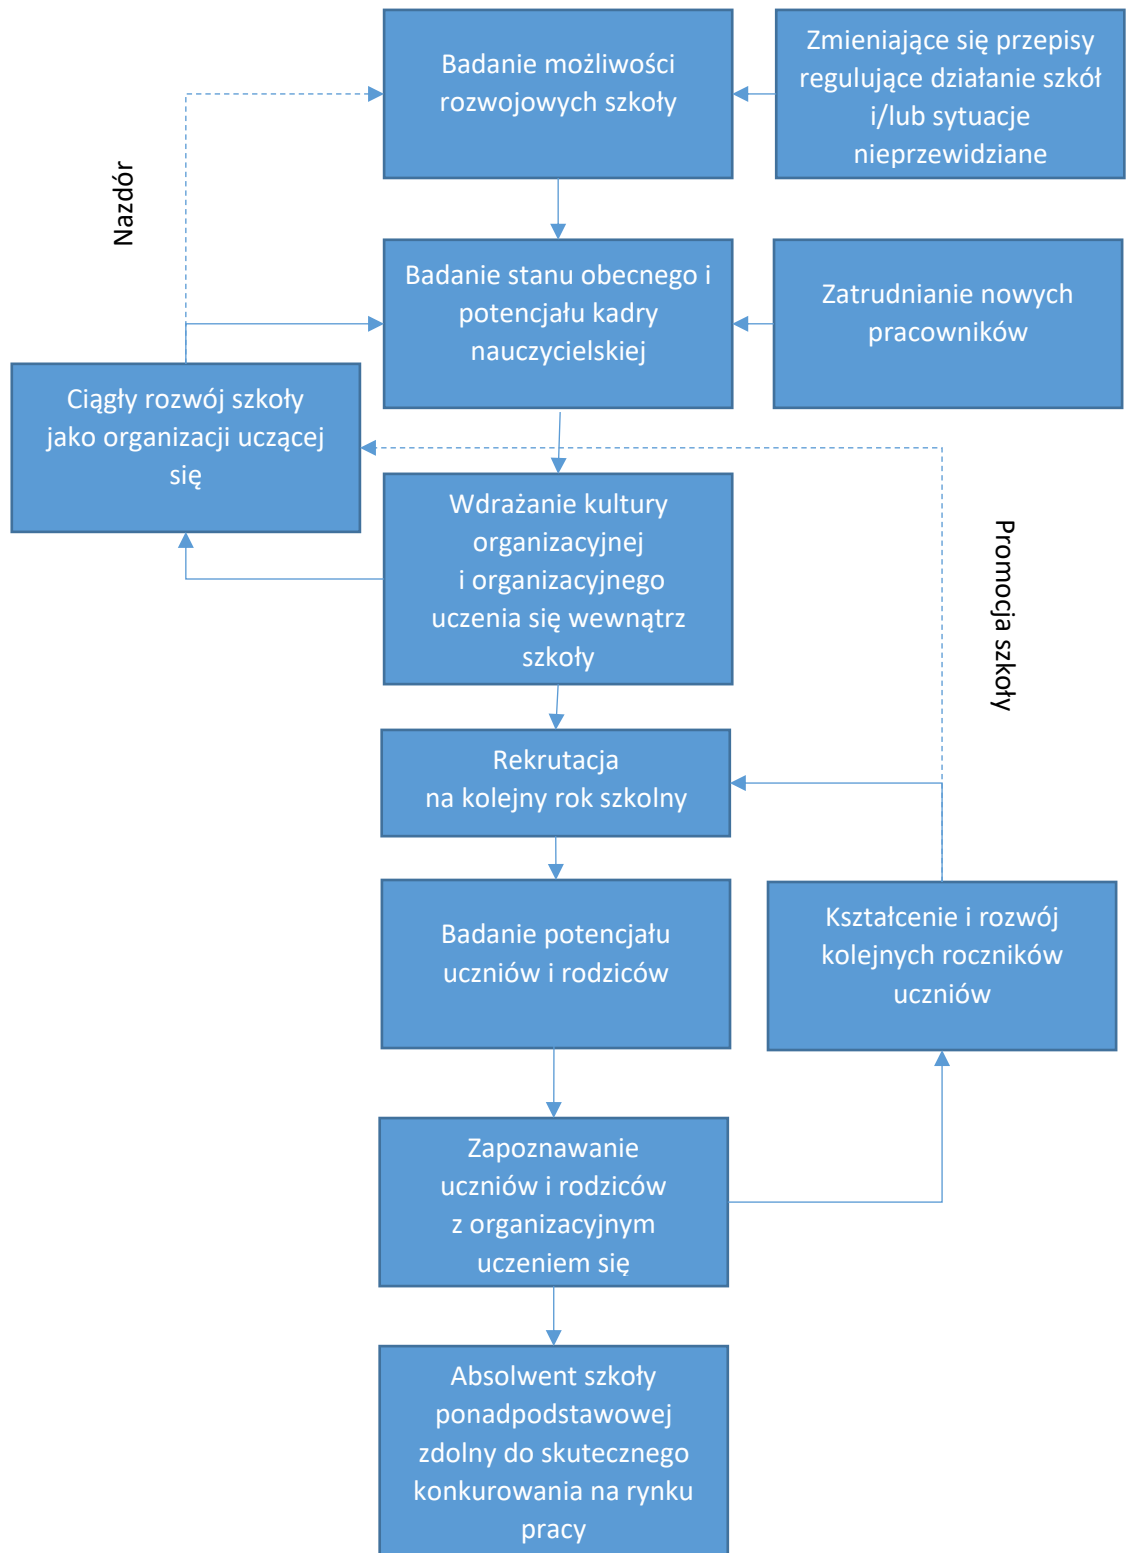 Badanie możliwości
rozwojowych szkoły
Zmieniające się przepisy
regulujące działanie szkół
i/lub sytuacje
nieprzewidziane
Nazdór
Badanie stanu obecnego i
potencjału kadry
nauczycielskiej
Zatrudnianie nowych
pracowników
Ciągły rozwój szkoły
jako organizacji uczącej
się
Wdrażanie kultury
organizacyjnej
i organizacyjnego
uczenia się wewnątrz
szkoły
Promocja szkoły
Rekrutacja
na kolejny rok szkolny
Badanie potencjału
uczniów i rodziców
Kształcenie i rozwój
kolejnych roczników
uczniów
Zapoznawanie
uczniów i rodziców
z organizacyjnym
uczeniem się
Absolwent szkoły
ponadpodstawowej
zdolny do skutecznego
konkurowania na rynku
pracy